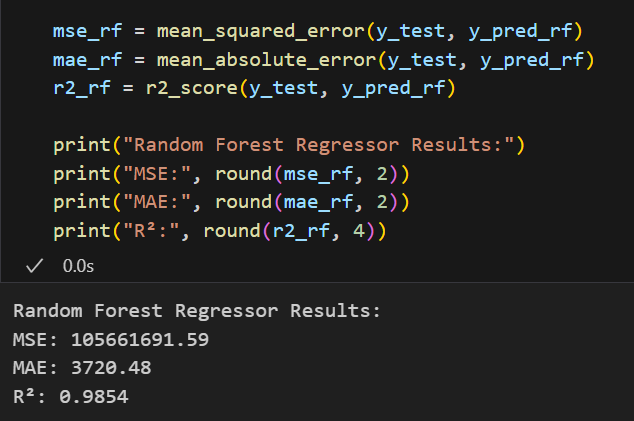 mse_rf = mean_squared_error(y_test, y_pred_rf)
mae_rf = mean_absolute_error(y_test, y_pred_rf)
r2_rf = r2_score(y_test, y_pred_rf)
print("Random Forest Regressor Results:")
print("MSE:", round(mse_rf, 2))
print("MAE:", round(mae_rf, 2))
print("R²:", round(r2_rf, 4))
✓ 0.0s
Random Forest Regressor Results:
MSE: 105661691.59
MAE: 3720.48
R²: 0.9854